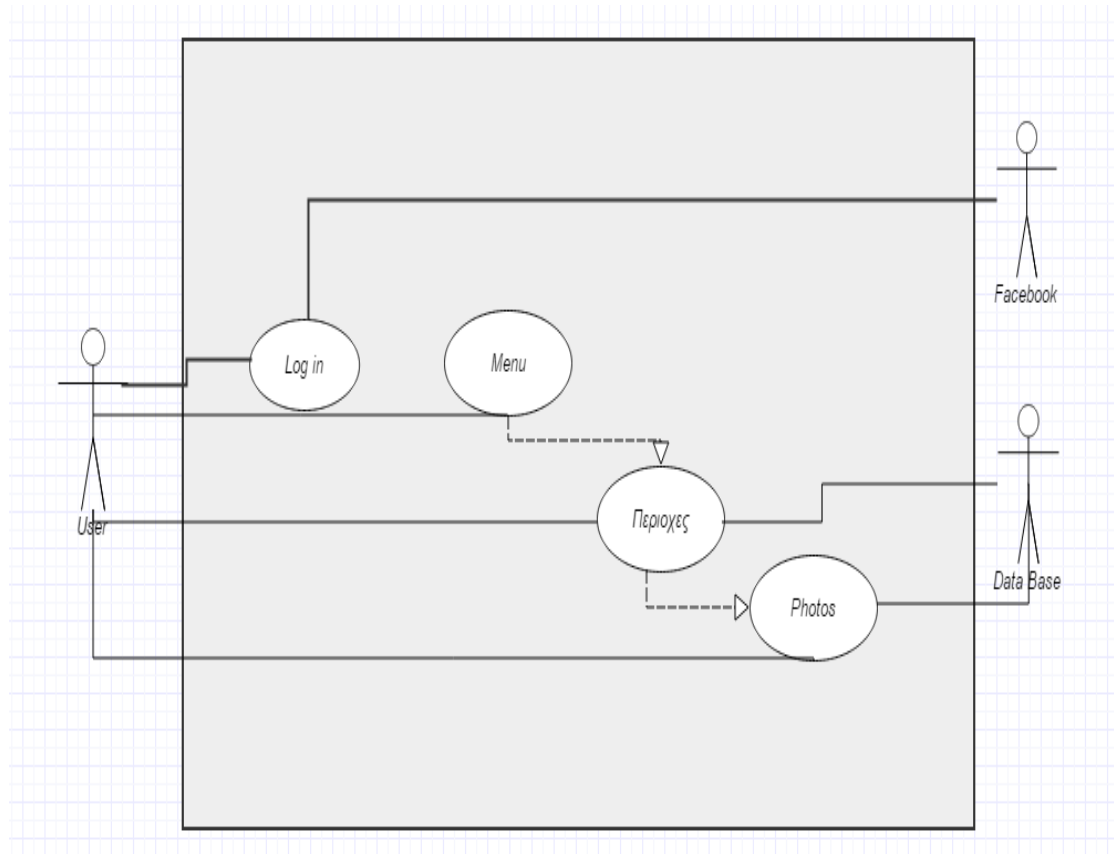 Facebook
Log in
Menu
User
Περιοχες
Data Base
Photos